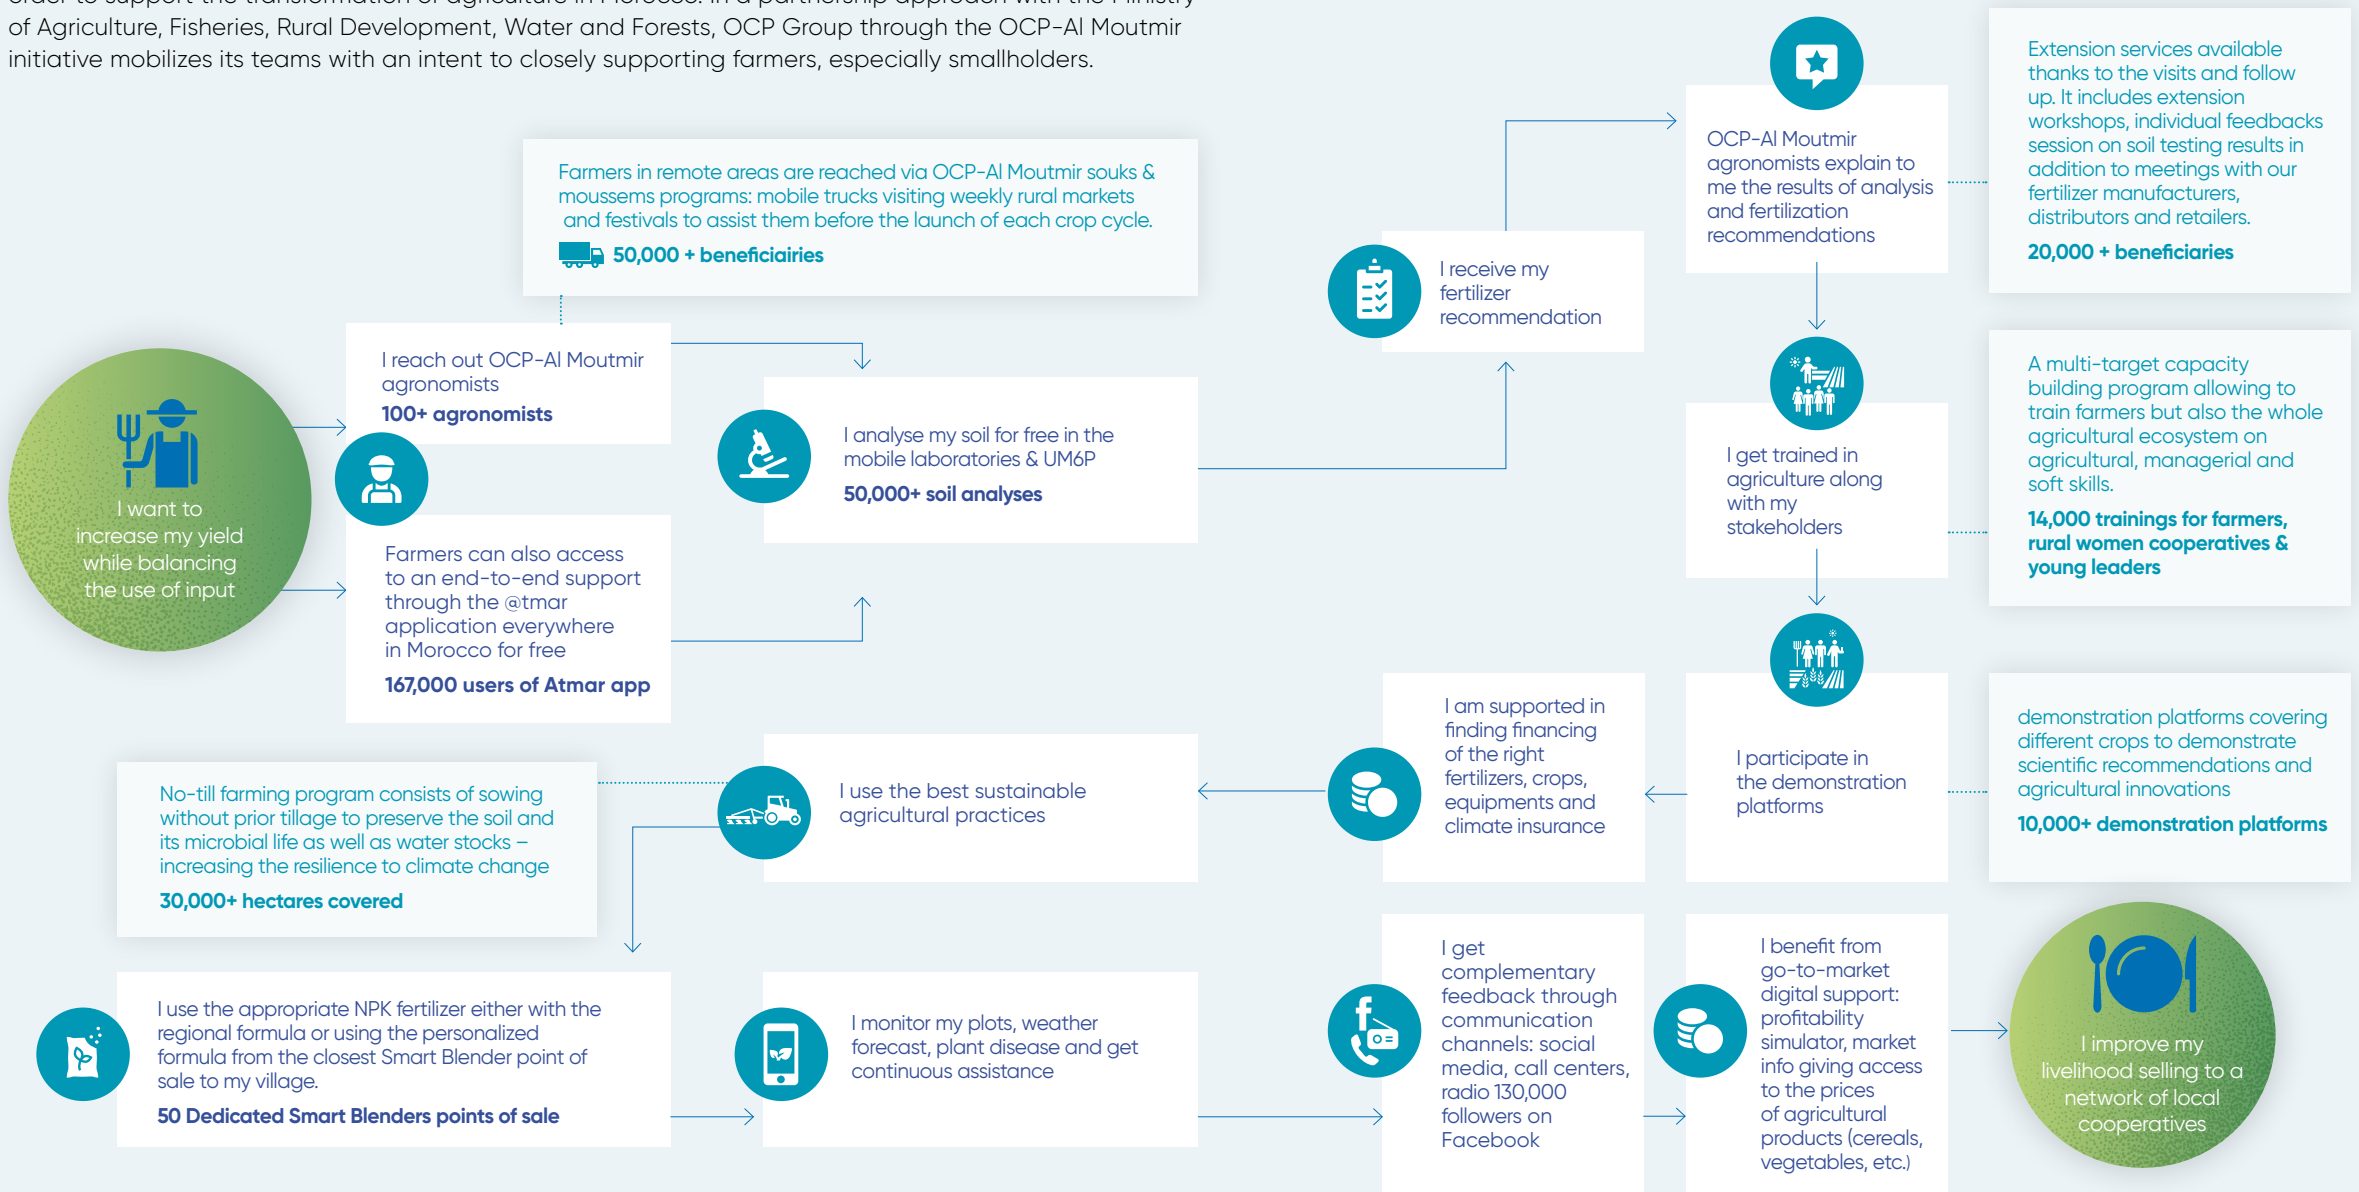 order to support the transformation of agriculture in Morocco. In a partnership approach with the Ministry
of Agriculture, Fisheries, Rural Development, Water and Forests, OCP Group through the OCP-Al Moutmir
initiative mobilizes its teams with an intent to closely supporting farmers, especially smallholders.
I want to
increase my yield
while balancing
the use of input
Farmers in remote areas are reached via OCP-Al Moutmir souks &
moussems programs: mobile trucks visiting weekly rural markets
and festivals to assist them before the launch of each crop cycle.
50,000 + beneficiairies
I reach out OCP-Al Moutmir
agronomists
100+ agronomists
Farmers can also access
to an end-to-end support
through the @tmar
application everywhere
in Morocco for free
167,000 users of Atmar app
I analyse my soil for free in the
mobile laboratories & UM6P
50,000+ soil analyses
I receive my
fertilizer
recommendation
OCP-Al Moutmir
agronomists explain to
me the results of analysis
and fertilization
recommendations
Extension services available
thanks to the visits and follow
up. It includes extension
workshops, individual feedbacks
session on soil testing results in
addition to meetings with our
fertilizer manufacturers,
distributors and retailers.
20,000 + beneficiaries
I get trained in
agriculture along
with my
stakeholders
A multi-target capacity
building program allowing to
train farmers but also the whole
agricultural ecosystem on
agricultural, managerial and
soft skills.
14,000 trainings for farmers,
rural women cooperatives &
young leaders
I participate in
the demonstration
platforms
demonstration platforms covering
different crops to demonstrate
scientific recommendations and
agricultural innovations
10,000+ demonstration platforms
I am supported in
finding financing
of the right
fertilizers, crops,
equipments and
climate insurance
I use the best sustainable
agricultural practices
No-till farming program consists of sowing
without prior tillage to preserve the soil and
its microbial life as well as water stocks –
increasing the resilience to climate change
30,000+ hectares covered
I use the appropriate NPK fertilizer either with the
regional formula or using the personalized
formula from the closest Smart Blender point of
sale to my village.
50 Dedicated Smart Blenders points of sale
I monitor my plots, weather
forecast, plant disease and get
continuous assistance
I get
complementary
feedback through
communication
channels: social
media, call centers,
radio 130,000
followers on
Facebook
I benefit from
go-to-market
digital support:
profitability
simulator, market
info giving access
to the prices
of agricultural
products (cereals,
vegetables, etc.)
I improve my
livelihood selling to a
network of local
cooperatives